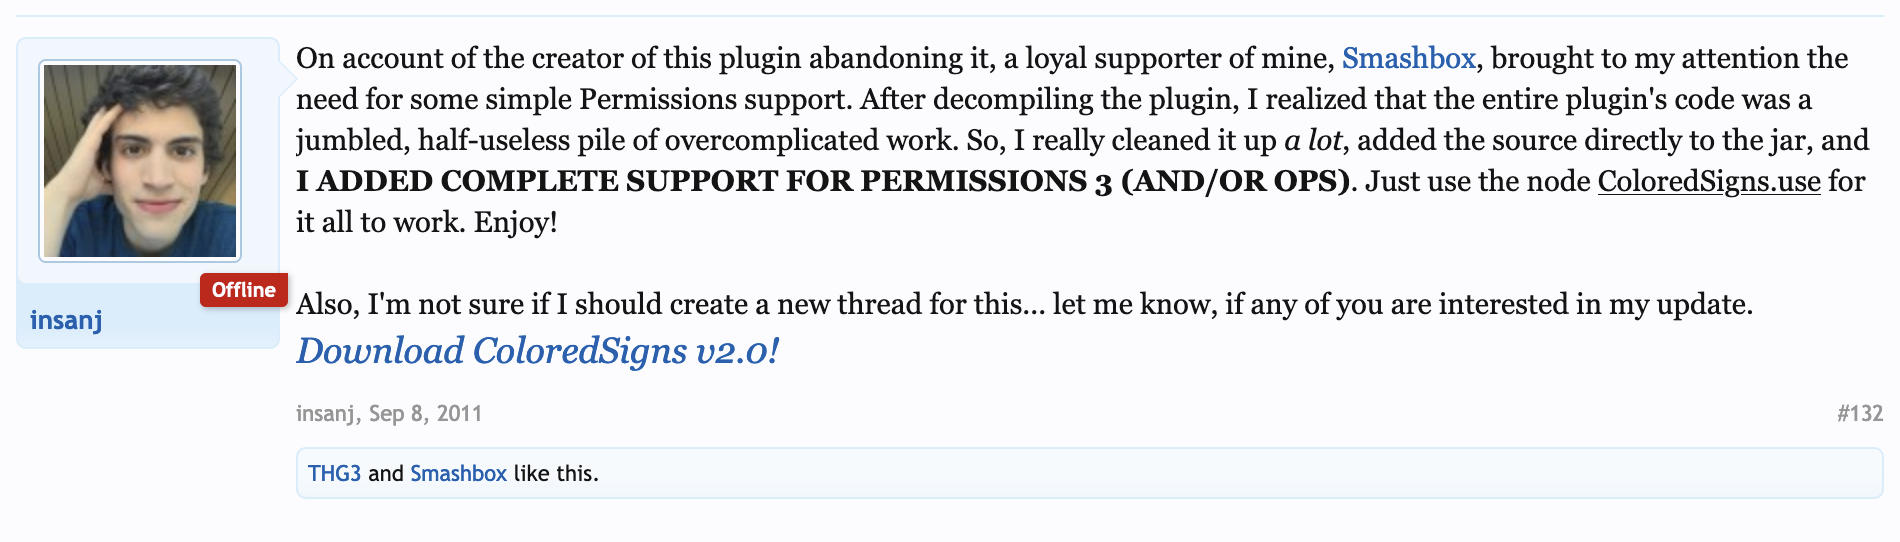 On account of the creator of this plugin abandoning it, a loyal supporter of mine, Smashbox, brought to my attention the
need for some simple Permissions support. After decompiling the plugin, I realized that the entire plugin's code was a
jumbled, half-useless pile of overcomplicated work. So, I really cleaned it up a lot, added the source directly to the jar, and
I ADDED COMPLETE SUPPORT FOR PERMISSIONS 3 (AND/OR OPS). Just use the node ColoredSigns.use for
it all to work. Enjoy!
Offline
insanj
Also, I'm not sure if I should create a new thread for this... let me know, if any of you are interested in my update.
Download ColoredSigns v2.0!
insanj, Sep 8, 2011
#132
THG3 and Smashbox like this.